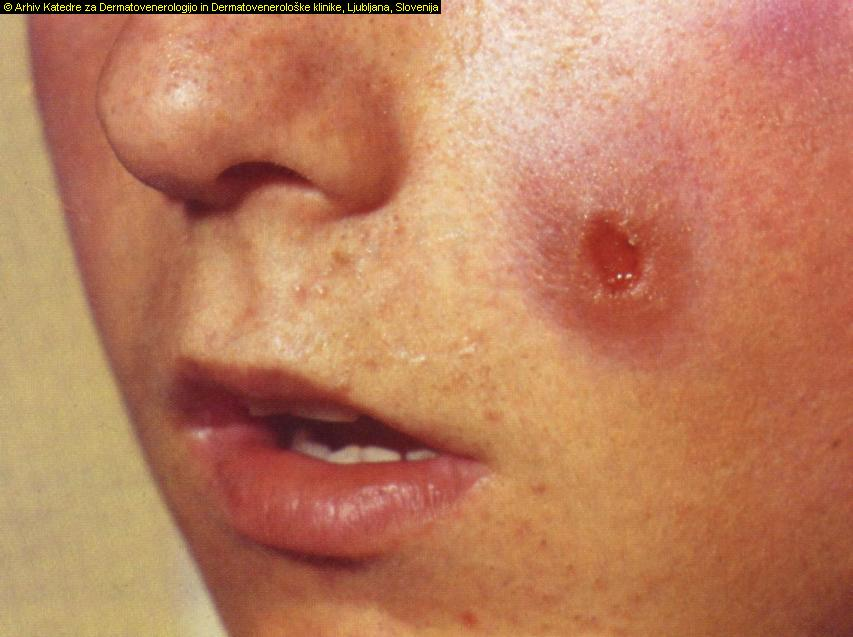 © Arhiv Katedre za Dermatovenerologijo in Dermatovenerološke klinike, Ljubljana, Slovenija